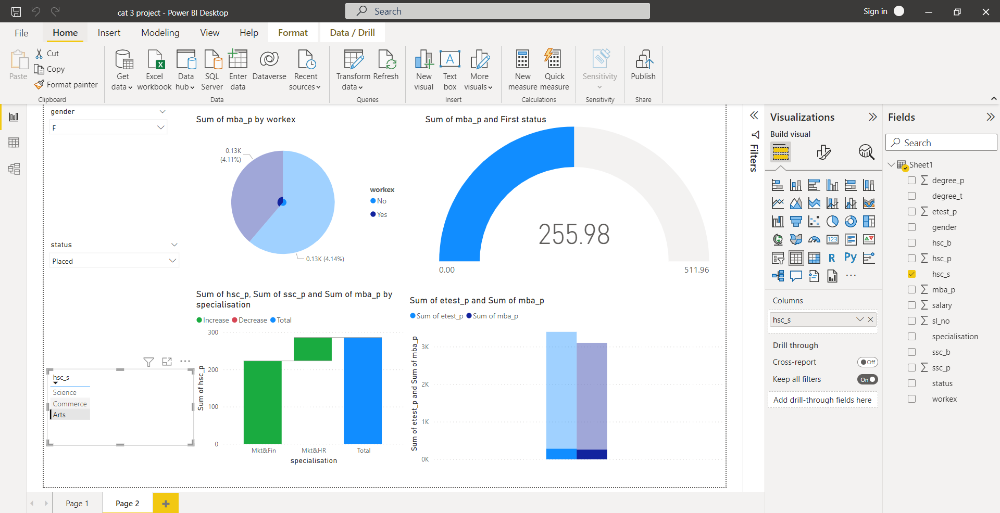 cat 3 project - Power BI Desktop
Search
Sign in
File
Home
Insert
Modeling
View
Help
Format
Data / Drill
Paste
Cut
Copy
Format painter
Clipboard
Get data
Excel workbook
Data hub
SQL Server
Enter data
Dataverse
Recent sources
Data
Transform data
Refresh
Queries
New visual
A
Text box
More visuals
Insert
New measure
Quick measure
Calculations
Sensitivity
Sensitivity
Publish
Share
gender
F
status
Placed
hsc_s
Science
Commerce
Arts
Sum of mba_p by workex
0.13K
(4.11%)
0.13K (4.14%)
workex
No
Yes
Sum of mba_p and First status
255.98
0.00
511.96
Sum of hsc_p, Sum of ssc_p and Sum of mba_p by
specialisation
Increase
Decrease
Total
Sum of hsc_p
300
200
100
0
Mkt&Fin
Mkt&HR
Total
specialisation
Sum of etest_p and Sum of mba_p
Sum of etest_p
Sum of mba_p
Sum of etest_p and Sum of mba_p
3K
2K
1K
0K
Filters
Visualizations
Build visual
123
R
Py
Columns
hsc_s
Drill through
Cross-report
Off
Keep all filters
On
Add drill-through fields here
Fields
Search
Sheet1
degree_p
degree_t
etest_p
gender
hsc_b
hsc_p
hsc_s
mba_p
salary
sl_no
specialisation
ssc_b
ssc_p
status
workex
Page 1
Page 2